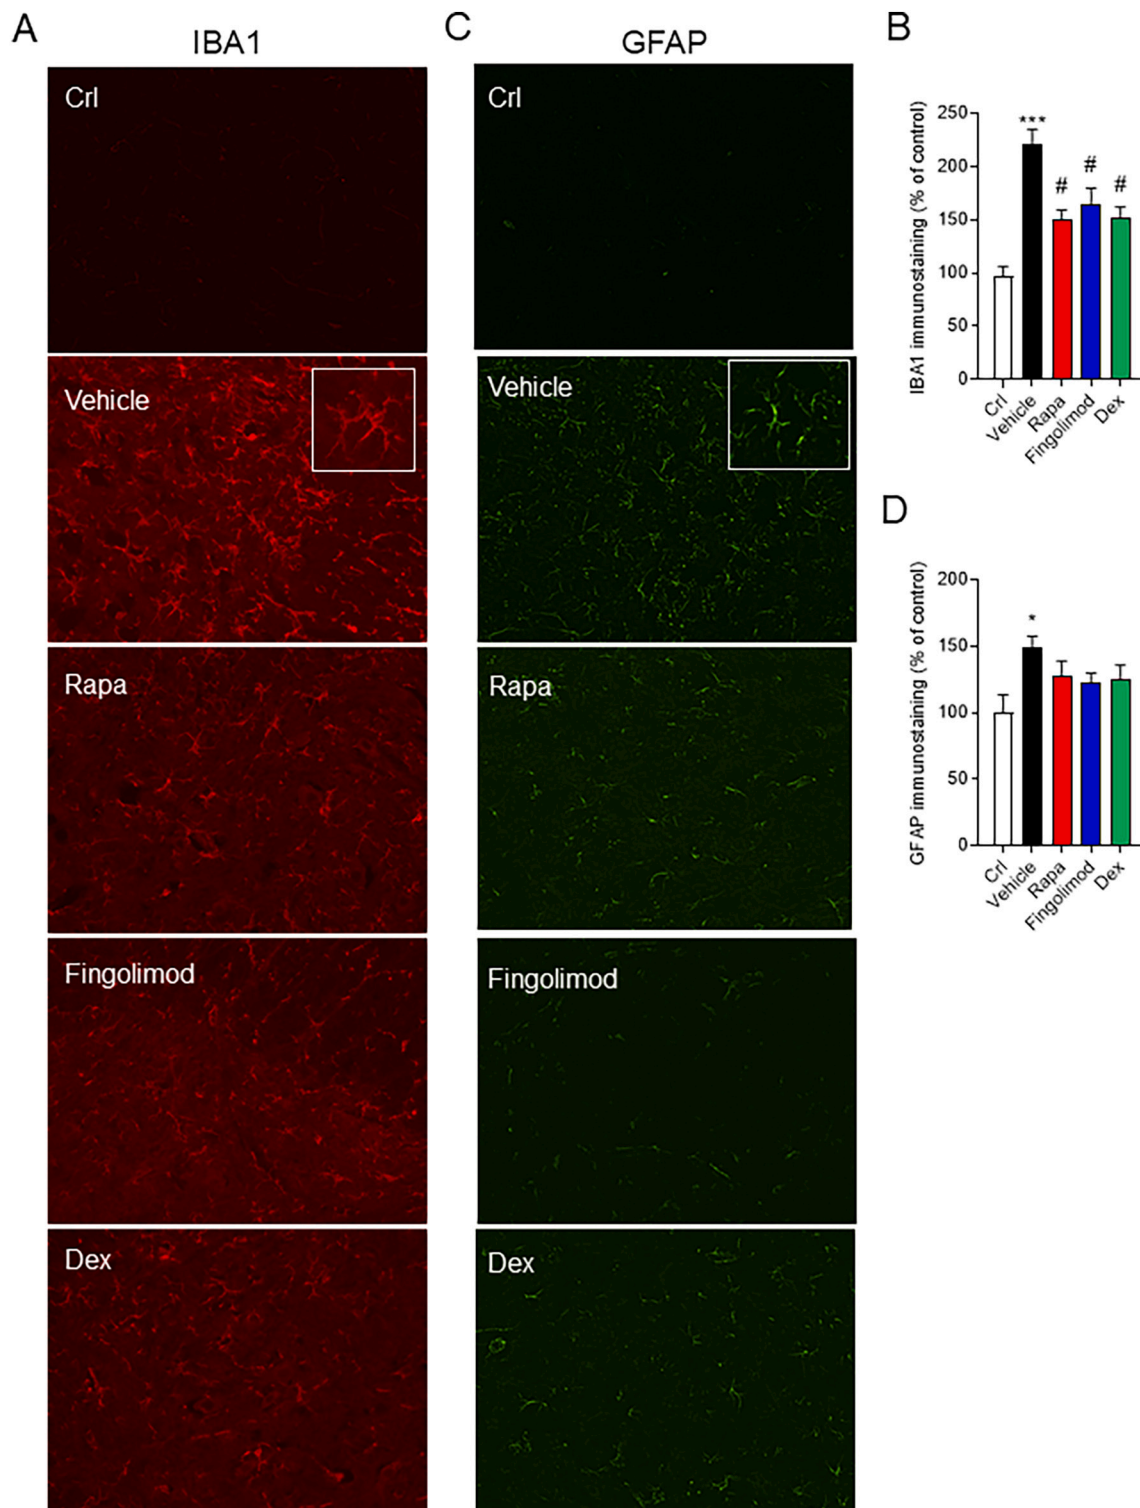 A
IBA1
Crl
Vehicle
Rapa
Fingolimod
Dex
C
GFAP
Crl
Vehicle
Rapa
Fingolimod
Dex
B
IBA1 immunostaining (% of control)
250
200
150
100
50
0
***
#
#
#
Crl
Vehicle
Rapa
Fingolimod
Dex
D
GFAP immunostaining (% of control)
200
150
100
50
0
*
Crl
Vehicle
Rapa
Fingolimod
Dex